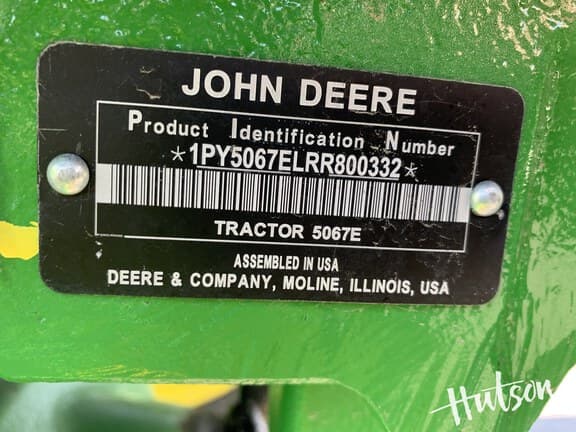 JOHN DEERE
Product Identification Number
*1PY5067ELRR800332*
TRACTOR 5067E
ASSEMBLED IN USA
DEERE & COMPANY, MOLINE, ILLINOIS, USA
Hutson